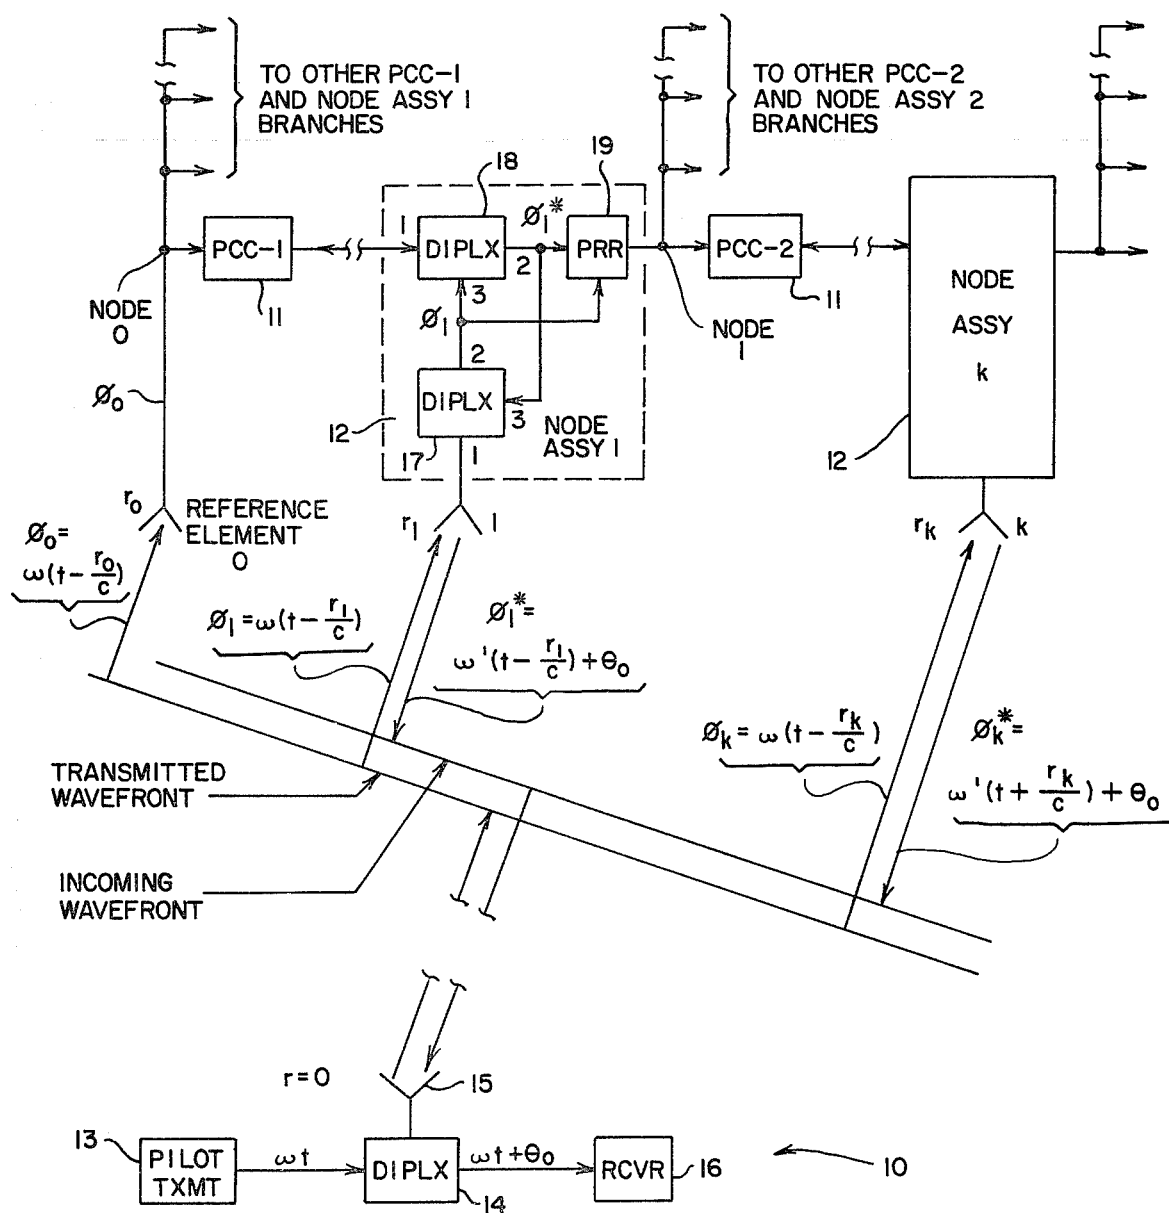 TO OTHER PCC-1
AND NODE ASSY 1
BRANCHES
TO OTHER PCC-2
AND NODE ASSY 2
BRANCHES
18
19
1
DIPLX
2
3
Ø₁*
PRR
PCC-1
11
NODE
0
PCC-2
11
NODE
1
NODE
ASSY
k
12
Ø₀
Ø₁
2
DIPLX
3
1
17
12
NODE
ASSY 1
r₀
REFERENCE
ELEMENT
0
r₁
1
rₖ
k
Ø₀=
ω(t-r₀/c)
Ø₁=ω(t-r₁/c)
Ø₁*=
ω'(t-r₁/c)+θ₀
Øₖ=ω(t-rₖ/c)
Øₖ*=
ω'(t+rₖ/c)+θ₀
TRANSMITTED
WAVEFRONT
INCOMING
WAVEFRONT
r=0
15
13
PILOT
TXMT
ωt
DIPLX
14
ωt+θ₀
RCVR
16
10